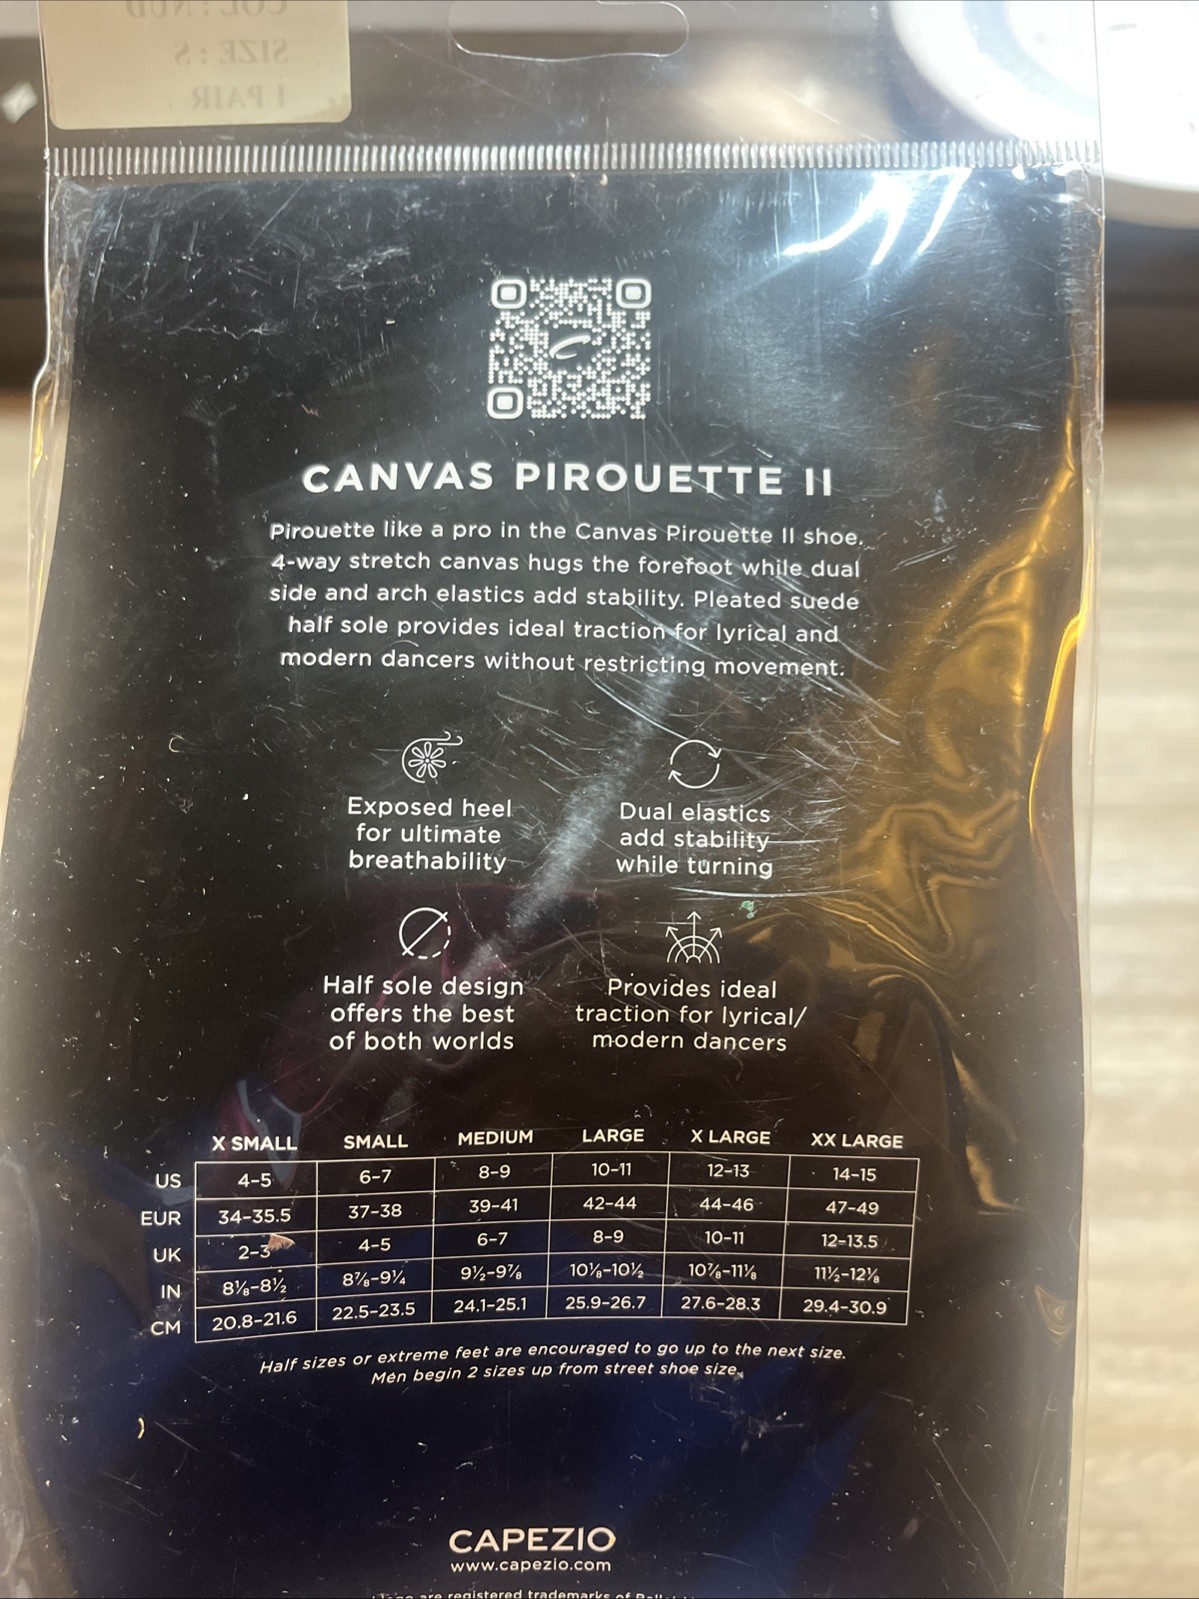 COL : NUD
SIZE : S
1 PAIR
CANVAS PIROUETTE II
Pirouette like a pro in the Canvas Pirouette II shoe.
4-way stretch canvas hugs the forefoot while dual
side and arch elastics add stability. Pleated suede
half sole provides ideal traction for lyrical and
modern dancers without restricting movement.
Exposed heel
for ultimate
breathability
Dual elastics
add stability
while turning
Half sole design
offers the best
of both worlds
Provides ideal
traction for lyrical/
modern dancers
X SMALL SMALL MEDIUM LARGE X LARGE XX LARGE
US 4-5 6-7 8-9 10-11 12-13 14-15
EUR 34-35.5 37-38 39-41 42-44 44-46 47-49
UK 2-3 4-5 6-7 8-9 10-11 12-13.5
IN 8⅛-8½ 8⅞-9¼ 9½-9⅞ 10⅛-10½ 10⅞-11⅛ 11½-12⅛
CM 20.8-21.6 22.5-23.5 24.1-25.1 25.9-26.7 27.6-28.3 29.4-30.9
Half sizes or extreme feet are encouraged to go up to the next size.
Men begin 2 sizes up from street shoe size.
CAPEZIO
www.capezio.com
are registered trademarks of